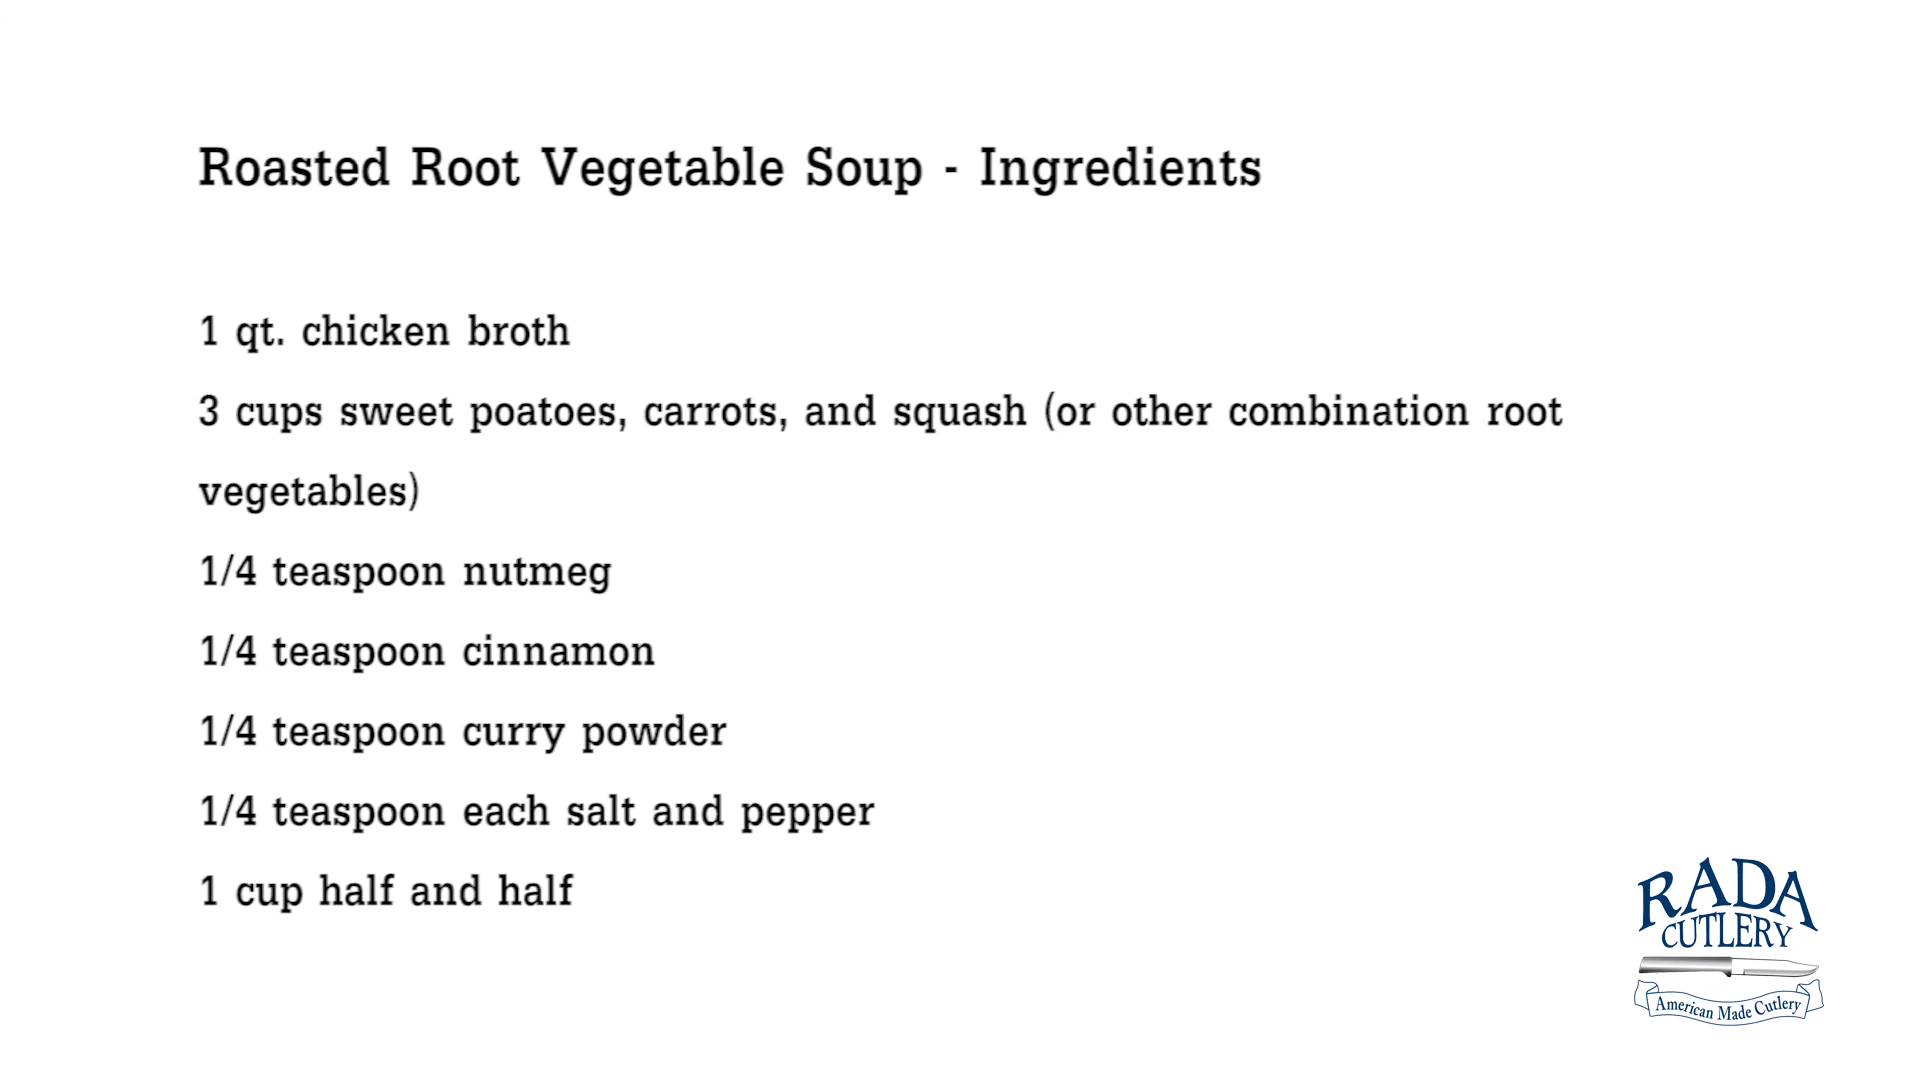 Roasted Root Vegetable Soup - Ingredients
1 qt. chicken broth
3 cups sweet poatoes, carrots, and squash (or other combination root
vegetables)
1/4 teaspoon nutmeg
1/4 teaspoon cinnamon
1/4 teaspoon curry powder
1/4 teaspoon each salt and pepper
1 cup half and half
RADA
CUTLERY
American Made Cutlery